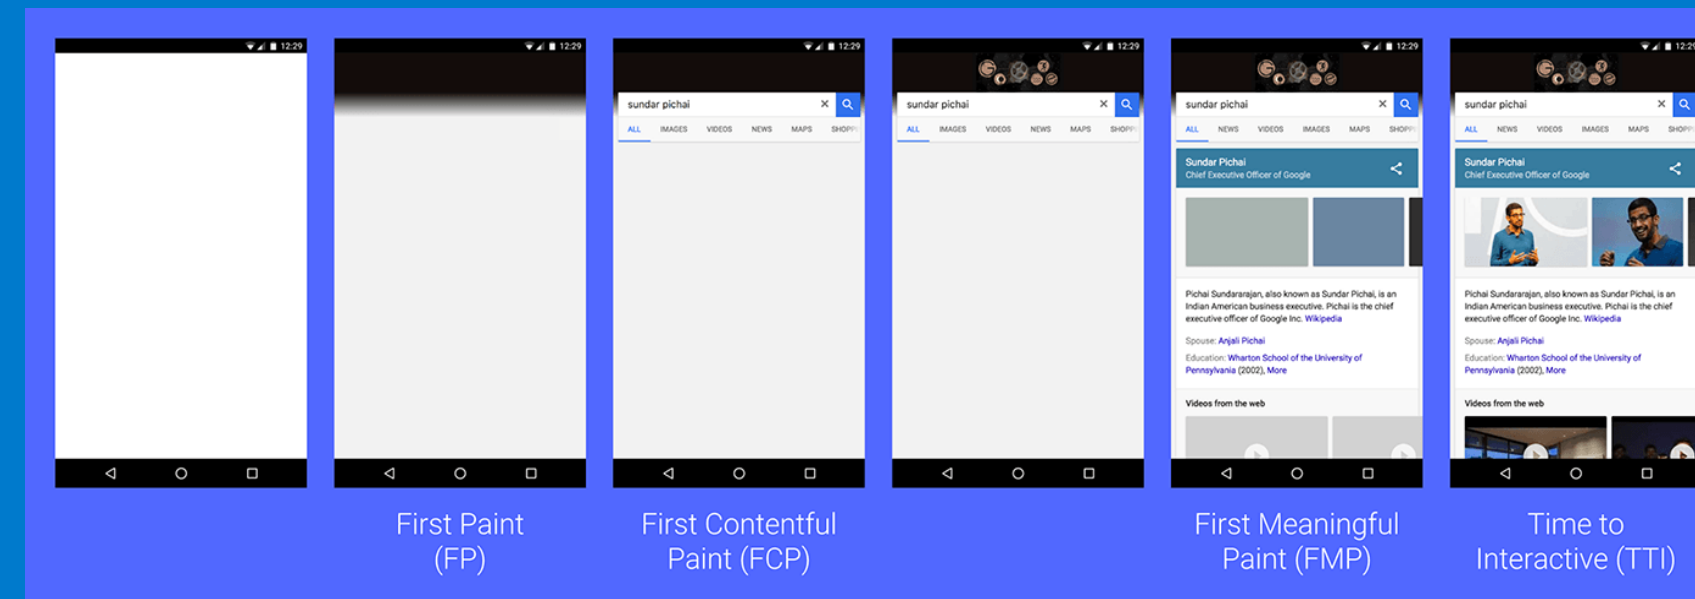 12:29
12:29
12:29
sundar pichai
ALL IMAGES VIDEOS NEWS MAPS SHOPPI
12:29
sundar pichai
ALL IMAGES VIDEOS NEWS MAPS SHOPPI
12:29
sundar pichai
ALL NEWS VIDEOS IMAGES MAPS SHOPPI
Sundar Pichai
Chief Executive Officer of Google
Pichai Sundararajan, also known as Sundar Pichai, is an
Indian American business executive. Pichai is the chief
executive officer of Google Inc. Wikipedia
Spouse: Anjali Pichai
Education: Wharton School of the University of
Pennsylvania (2002), More
Videos from the web
12:29
sundar pichai
ALL NEWS VIDEOS IMAGES MAPS SHOPPI
Sundar Pichai
Chief Executive Officer of Google
Pichai Sundararajan, also known as Sundar Pichai, is an
Indian American business executive. Pichai is the chief
executive officer of Google Inc. Wikipedia
Spouse: Anjali Pichai
Education: Wharton School of the University of
Pennsylvania (2002), More
Videos from the web
First Paint
(FP)
First Contentful
Paint (FCP)
First Meaningful
Paint (FMP)
Time to
Interactive (TTI)